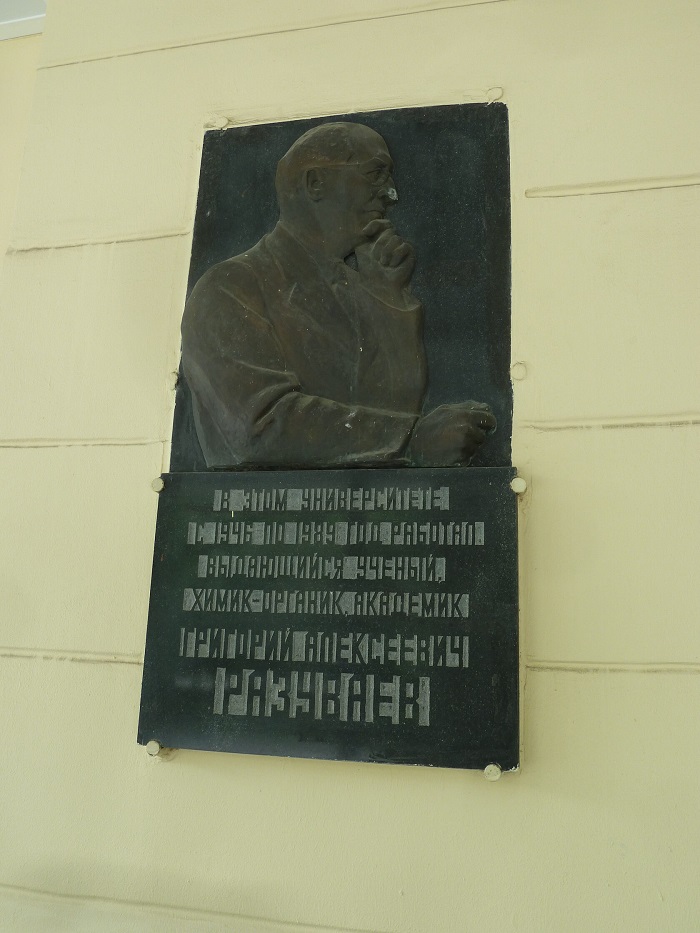 В ЭТОМ УНИВЕРСИТЕТЕ
С 1946 ПО 1989 ГОД РАБОТАЛ
ВЫДАЮЩИЙСЯ УЧЕНЫЙ,
ХИМИК-ОРГАНИК, АКАДЕМИК
ГРИГОРИЙ АЛЕКСЕЕВИЧ
РАЗУВАЕВ